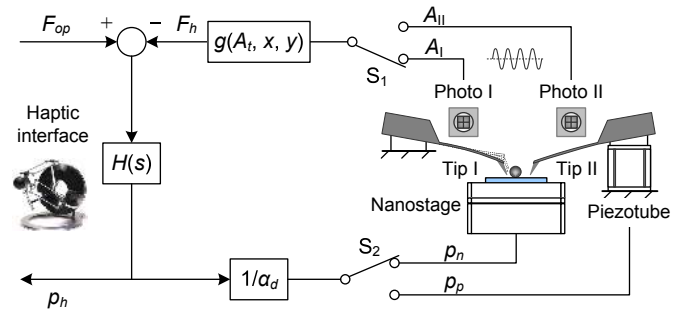 F_op + − F_h g(A_t, x, y) A_II
A_I
S_1
Photo I Photo II
Haptic
interface
H(s)
Tip I Tip II
Nanostage
Piezotube
S_2
p_n
p_h 1/α_d p_p